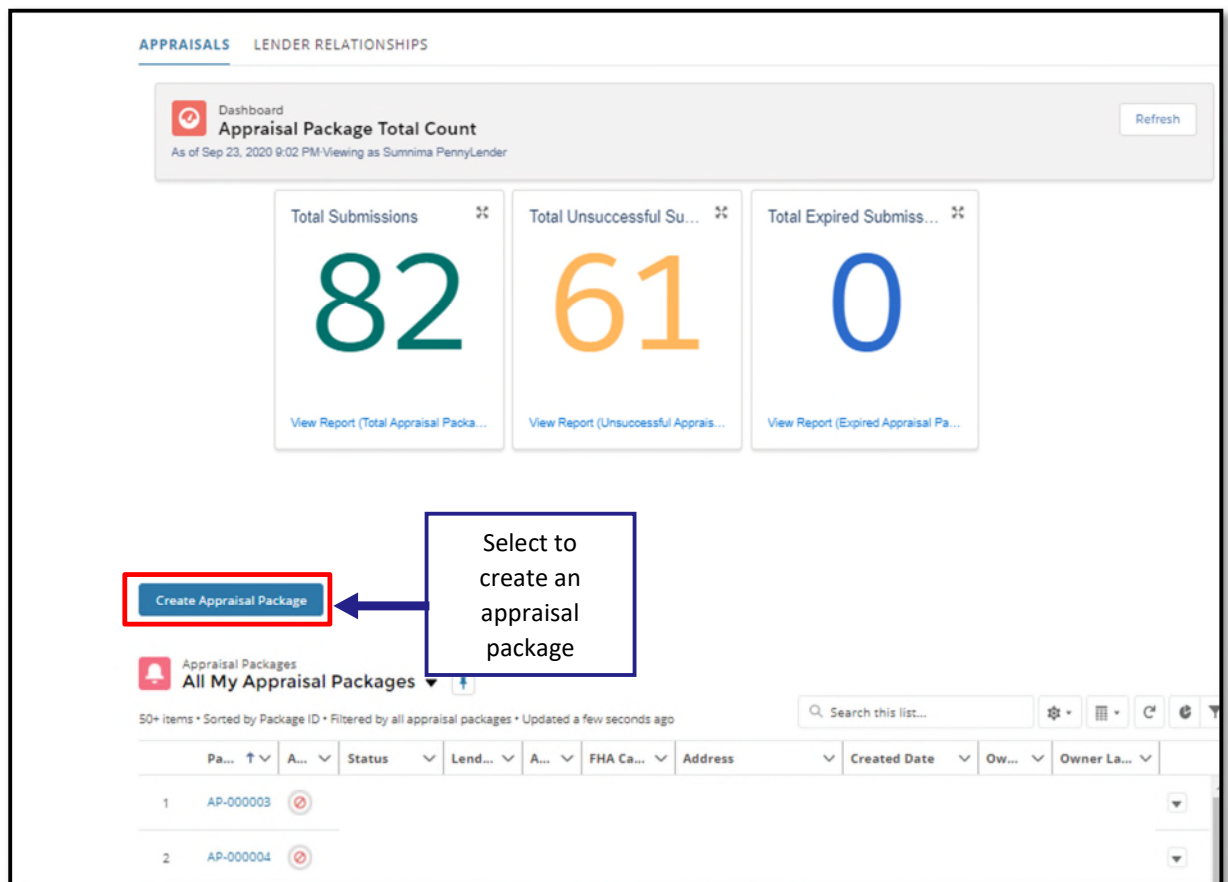 APPRAISALS LENDER RELATIONSHIPS
Dashboard
Appraisal Package Total Count
As of Sep 23, 2020 9:02 PM·Viewing as Sumnima PennyLender
Refresh
Total Submissions
Total Unsuccessful Su...
Total Expired Submiss...
82
61
0
View Report (Total Appraisal Packa...
View Report (Unsuccessful Apprais...
View Report (Expired Appraisal Pa...
Select to
create an
appraisal
package
Create Appraisal Package
Appraisal Packages
All My Appraisal Packages
50+ items • Sorted by Package ID • Filtered by all appraisal packages • Updated a few seconds ago
Search this list...
Pa... A... Status Lend... A... FHA Ca... Address Created Date Ow... Owner La...
1 AP-000003
2 AP-000004